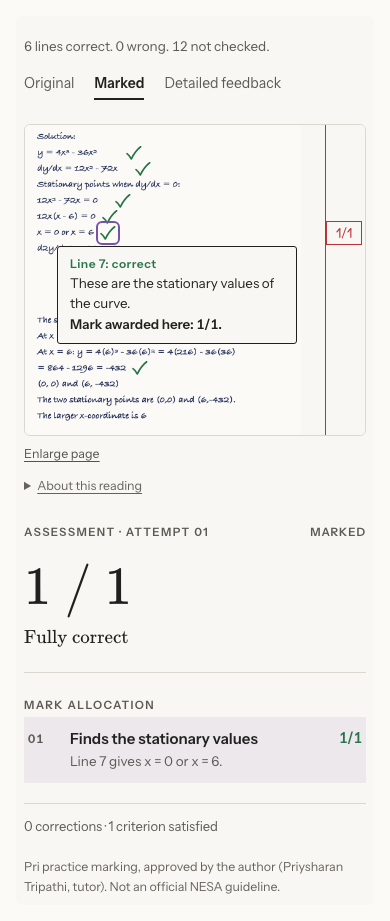 6 lines correct. 0 wrong. 12 not checked.
Original Marked Detailed feedback
Solution:
y = 4x³ - 36x²
dy/dx = 12x² - 72x
Stationary points when dy/dx = 0:
12x² - 72x = 0
12x(x - 6) = 0
x = 0 or x = 6
1/1
d2y/
Line 7: correct
These are the stationary values of
the curve.
Mark awarded here: 1/1.
The s
At x
At x = 6: y = 4(6)³ - 36(6)² = 4(216) - 36(36)
= 864 - 1296 = -432
(0, 0) and (6, -432)
The two stationary points are (0,0) and (6,-432).
The larger x-coordinate is 6
Enlarge page
About this reading
ASSESSMENT · ATTEMPT 01 MARKED
1 / 1
Fully correct
MARK ALLOCATION
01 Finds the stationary values 1/1
Line 7 gives x = 0 or x = 6.
0 corrections · 1 criterion satisfied
Pri practice marking, approved by the author (Priysharan
Tripathi, tutor). Not an official NESA guideline.